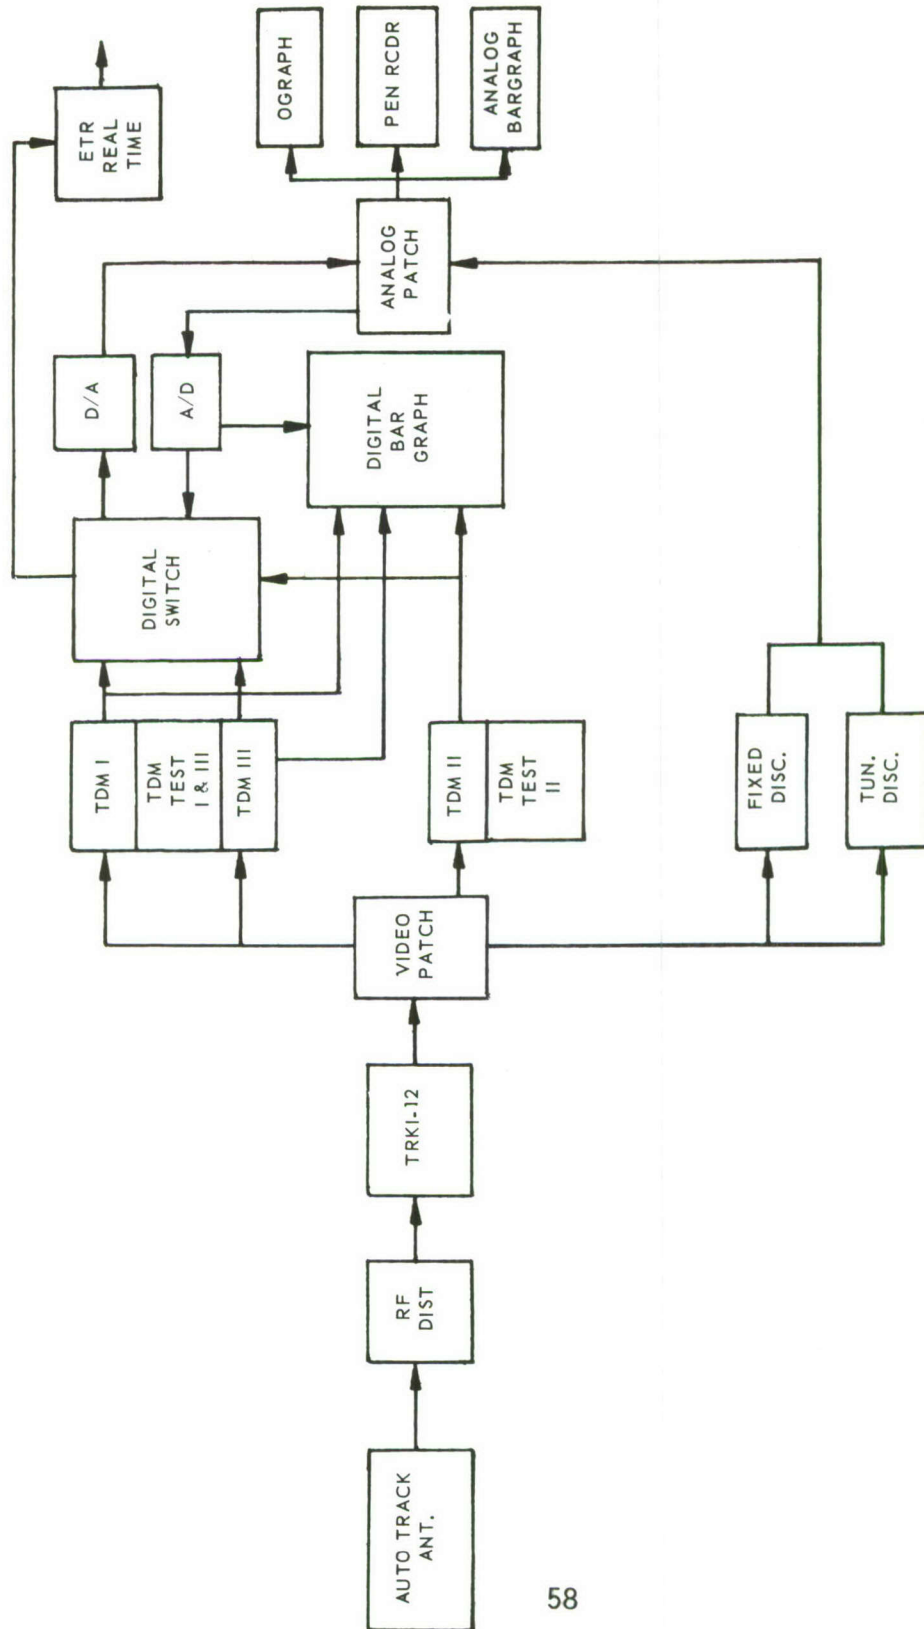 AUTO TRACK
ANT.
RF
DIST
TRK1-12
VIDEO
PATCH
TDM I
TDM
TEST
I & III
TDM III
TDM II
TDM
TEST
II
FIXED
DISC.
TUN.
DISC.
DIGITAL
SWITCH
D/A
A/D
DIGITAL
BAR
GRAPH
ANALOG
PATCH
ETR
REAL
TIME
OGRAPH
PEN RCDR
ANALOG
BARGRAPH
58